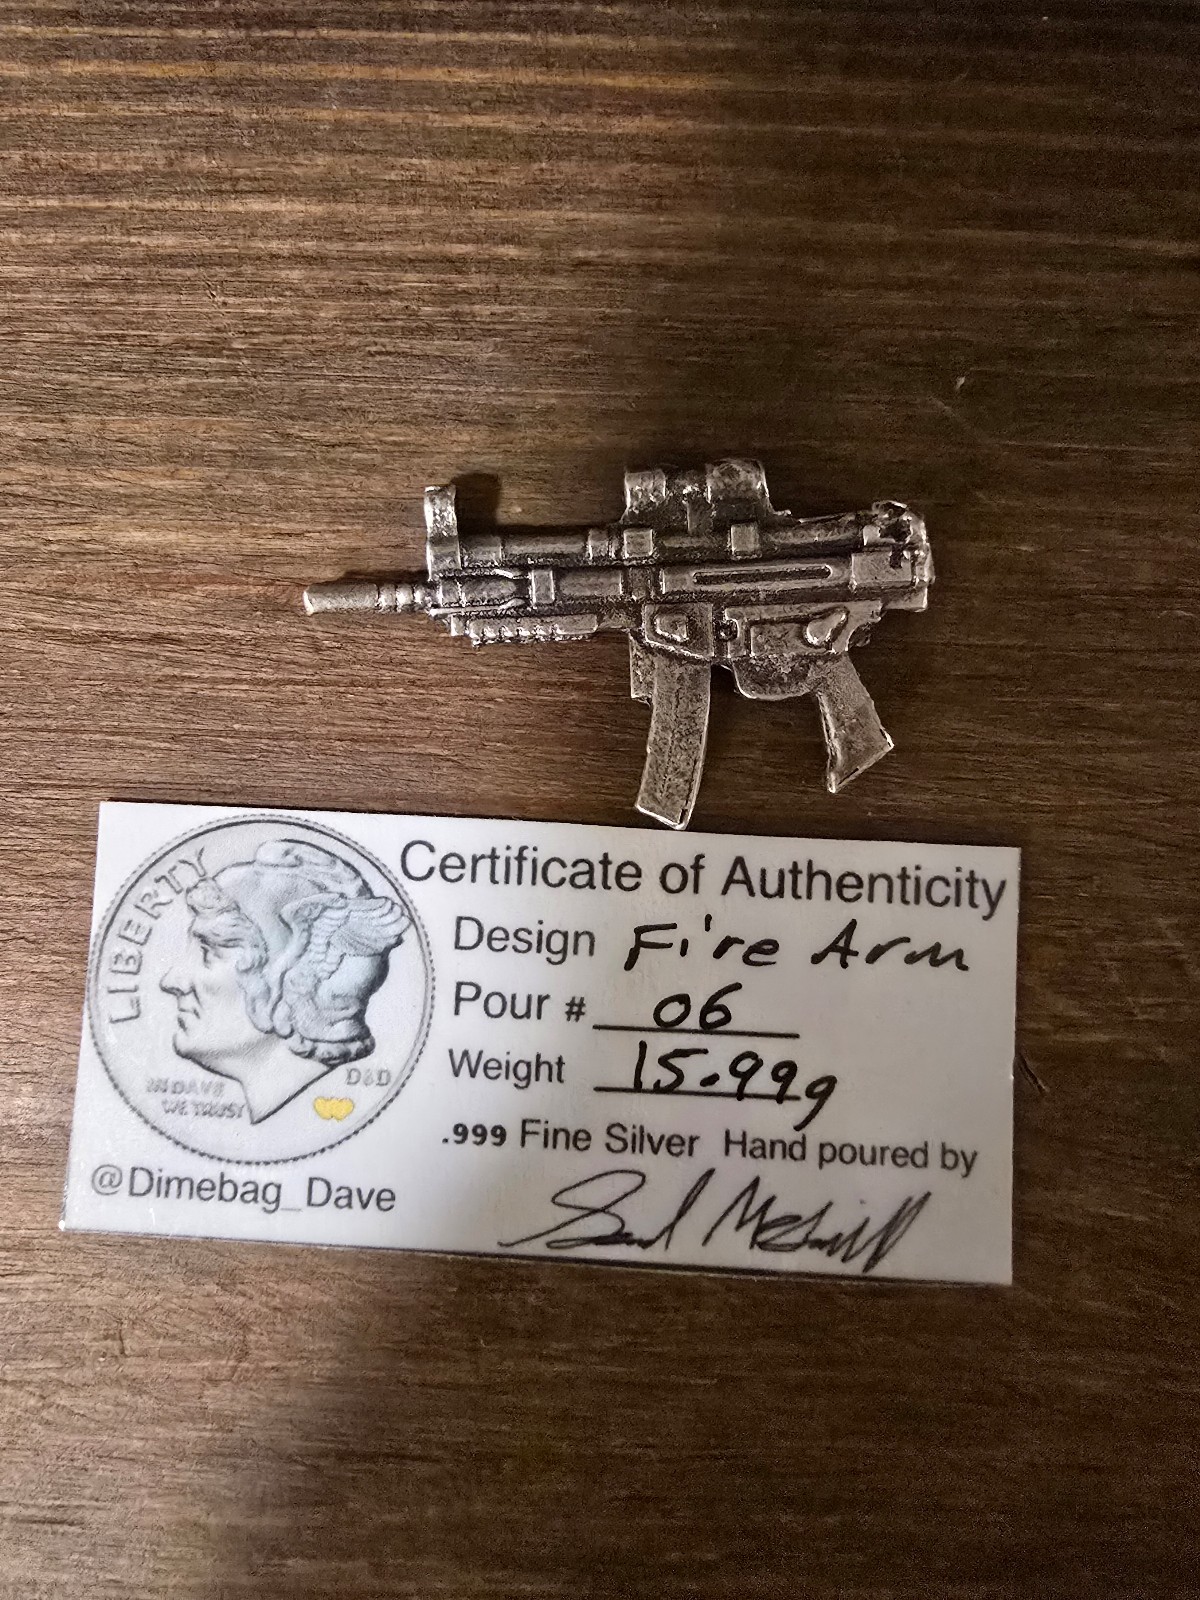 Certificate of Authenticity
Design Fire Arm
Pour # 06
Weight 15.99g
.999 Fine Silver Hand poured by
LIBERTY
IN DAVE
WE TRUST
D&D
@Dimebag_Dave